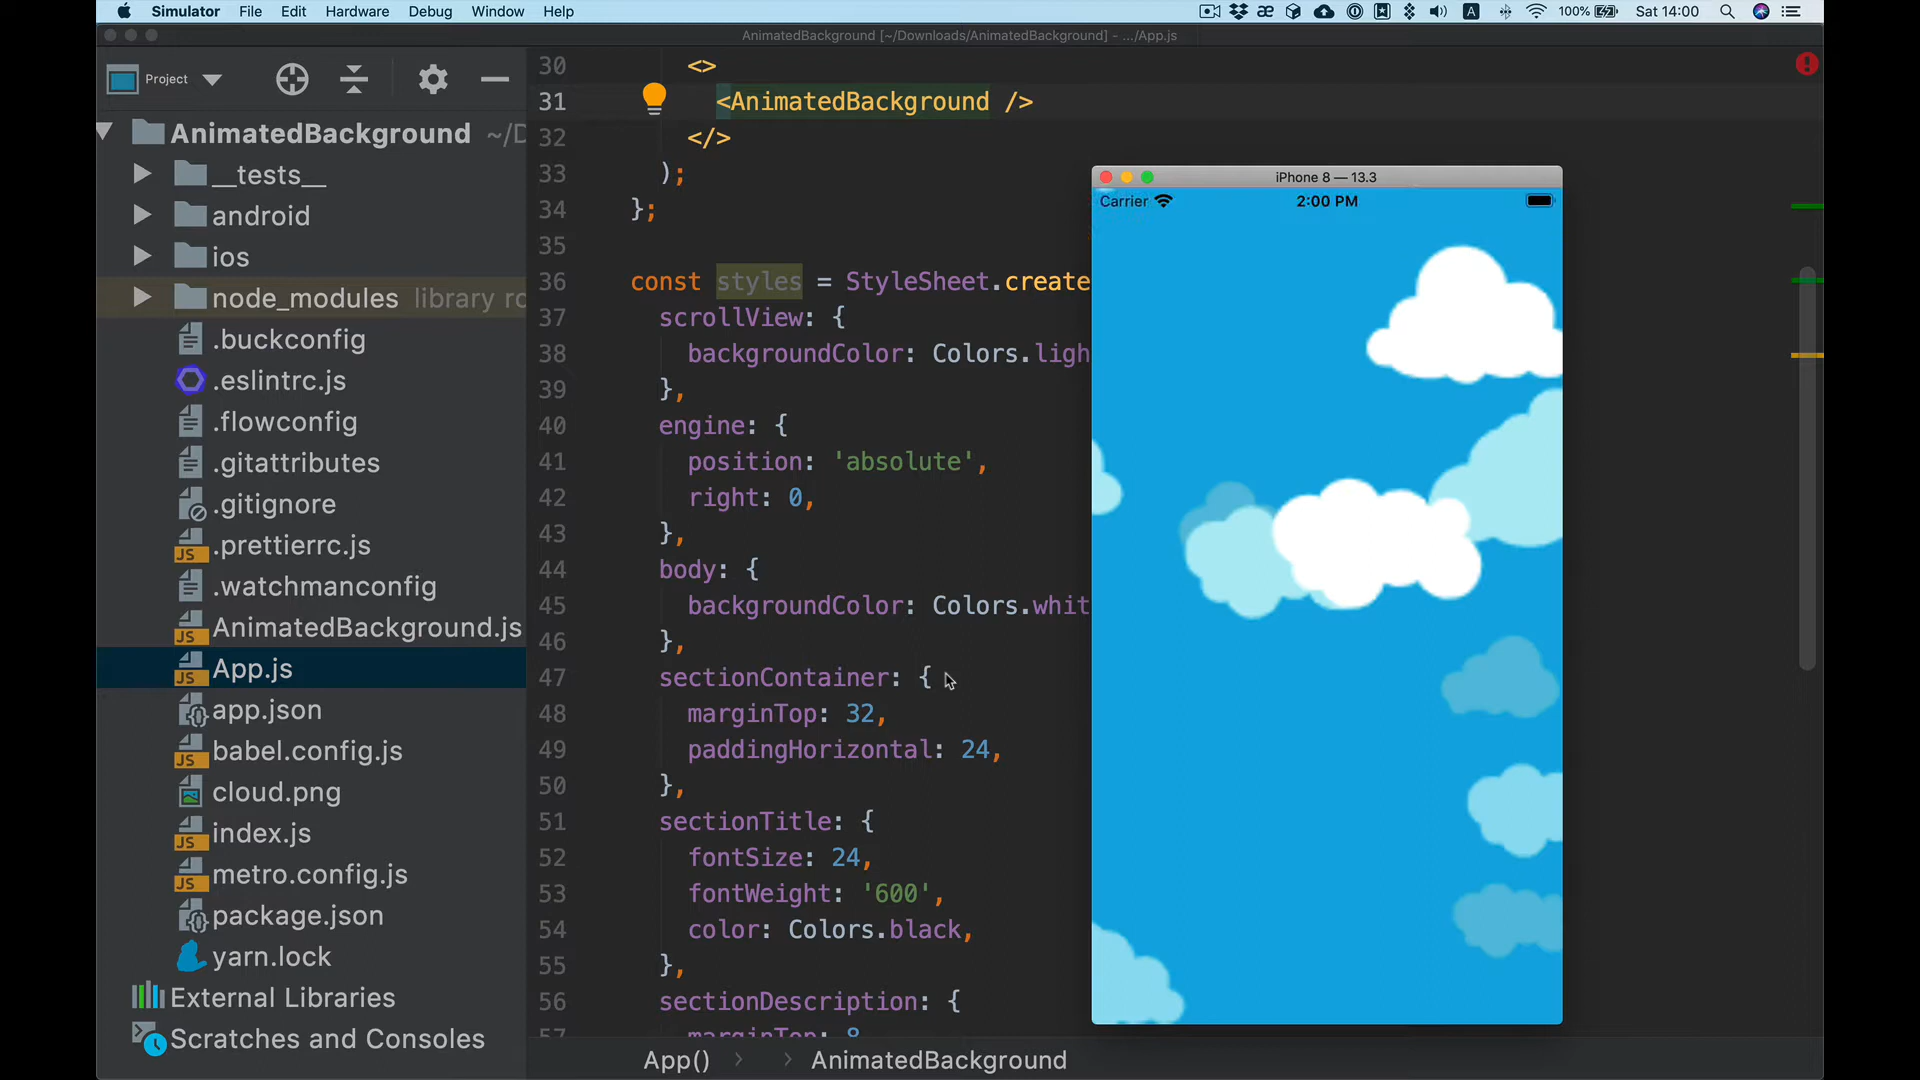 Simulator File Edit Hardware Debug Window Help
æ A 100% Sat 14:00
AnimatedBackground [~/Downloads/AnimatedBackground] - .../App.js
Project
AnimatedBackground ~/D
__tests__
android
ios
node_modules library ro
.buckconfig
.eslintrc.js
.flowconfig
.gitattributes
.gitignore
.prettierrc.js
.watchmanconfig
AnimatedBackground.js
App.js
app.json
babel.config.js
cloud.png
index.js
metro.config.js
package.json
yarn.lock
External Libraries
Scratches and Consoles
30 <>
31 <AnimatedBackground />
32 </>
33 );
34 };
35
36 const styles = StyleSheet.create
37 scrollView: {
38 backgroundColor: Colors.ligh
39 },
40 engine: {
41 position: 'absolute',
42 right: 0,
43 },
44 body: {
45 backgroundColor: Colors.whit
46 },
47 sectionContainer: {
48 marginTop: 32,
49 paddingHorizontal: 24,
50 },
51 sectionTitle: {
52 fontSize: 24,
53 fontWeight: '600',
54 color: Colors.black,
55 },
56 sectionDescription: {
57 marginTop: 8
App() > > AnimatedBackground
iPhone 8 — 13.3
Carrier 2:00 PM